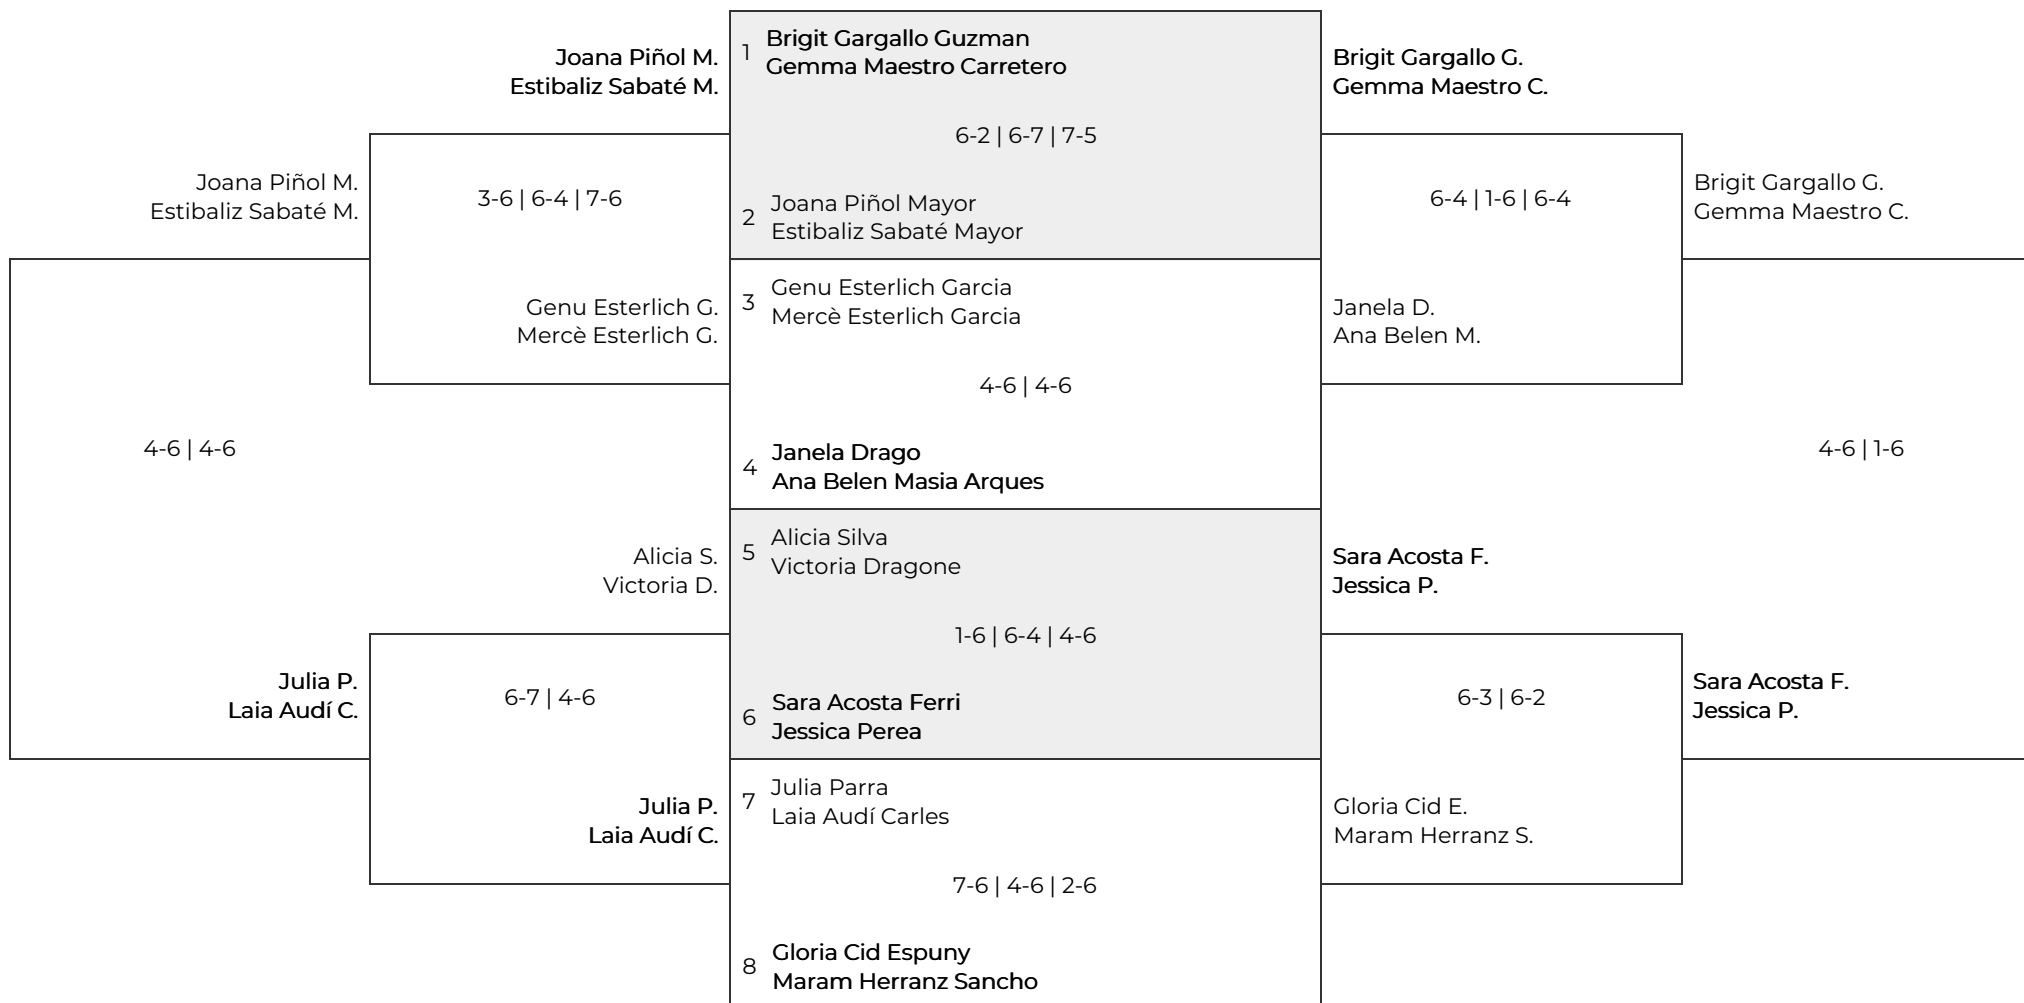 Joana Piñol M.
Estibaliz Sabaté M.
1
Brigit Gargallo Guzman
Gemma Maestro Carretero
Brigit Gargallo G.
Gemma Maestro C.
6-2 | 6-7 | 7-5
Joana Piñol M.
Estibaliz Sabaté M.
3-6 | 6-4 | 7-6
2
Joana Piñol Mayor
Estibaliz Sabaté Mayor
6-4 | 1-6 | 6-4
Brigit Gargallo G.
Gemma Maestro C.
Genu Esterlich G.
Mercè Esterlich G.
3
Genu Esterlich Garcia
Mercè Esterlich Garcia
Janela D.
Ana Belen M.
4-6 | 4-6
4-6 | 4-6
4
Janela Drago
Ana Belen Masia Arques
4-6 | 1-6
Alicia S.
Victoria D.
5
Alicia Silva
Victoria Dragone
Sara Acosta F.
Jessica P.
1-6 | 6-4 | 4-6
Julia P.
Laia Audí C.
6-7 | 4-6
6
Sara Acosta Ferri
Jessica Perea
6-3 | 6-2
Sara Acosta F.
Jessica P.
Julia P.
Laia Audí C.
7
Julia Parra
Laia Audí Carles
Gloria Cid E.
Maram Herranz S.
7-6 | 4-6 | 2-6
8
Gloria Cid Espuny
Maram Herranz Sancho